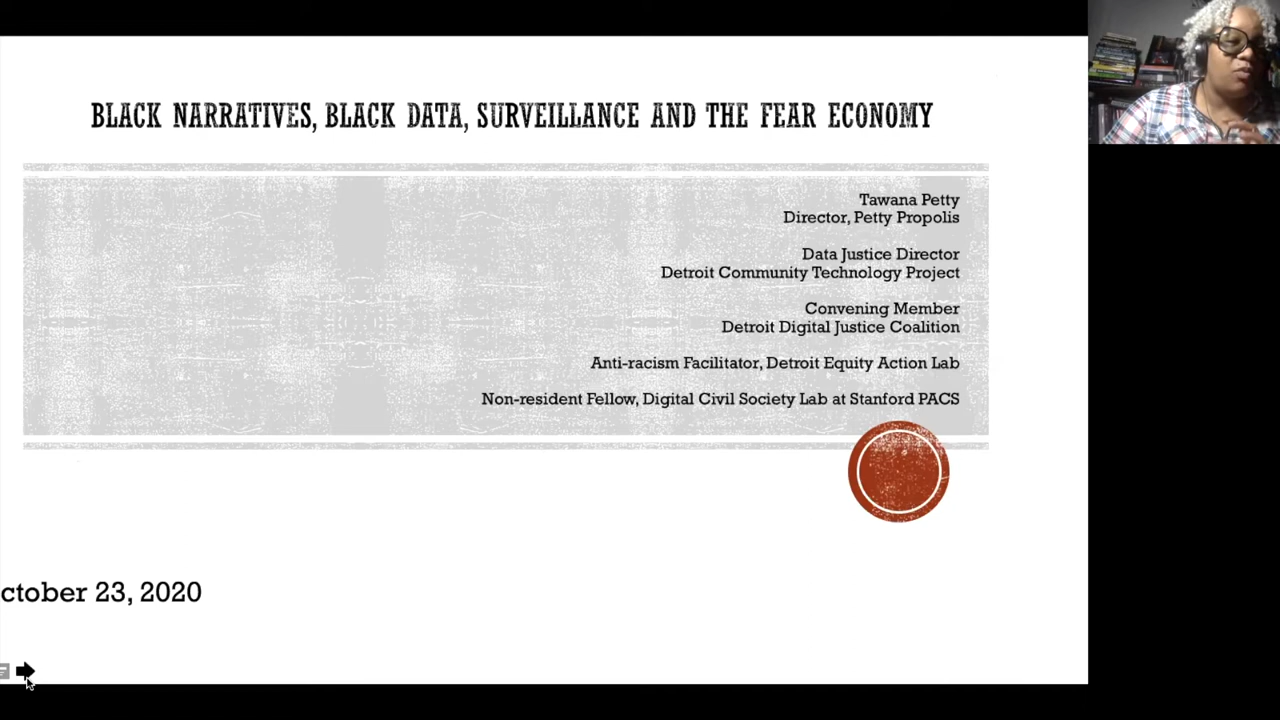 BLACK NARRATIVES, BLACK DATA, SURVEILLANCE AND THE FEAR ECONOMY
Tawana Petty
Director, Petty Propolis
Data Justice Director
Detroit Community Technology Project
Convening Member
Detroit Digital Justice Coalition
Anti-racism Facilitator, Detroit Equity Action Lab
Non-resident Fellow, Digital Civil Society Lab at Stanford PACS
ctober 23, 2020